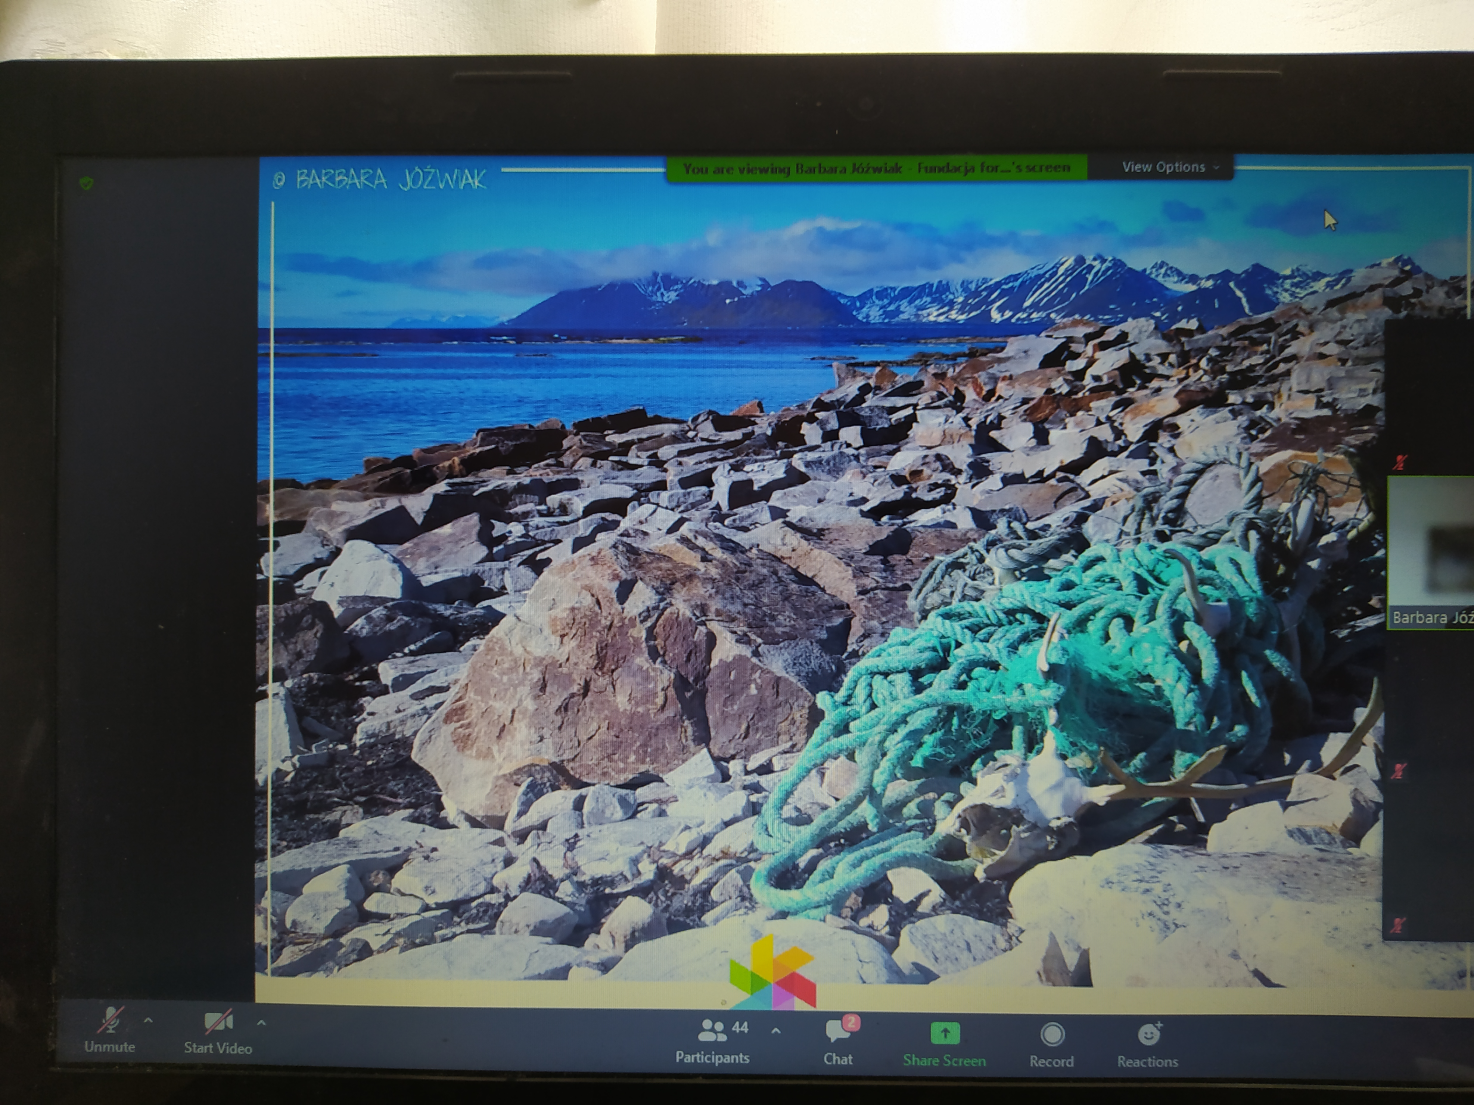 © BARBARA JÓŹWIAK
You are viewing Barbara Jóźwiak - Fundacja for...'s screen
View Options
Barbara Jóź
Unmute
Start Video
44
Participants
2
Chat
Share Screen
Record
Reactions